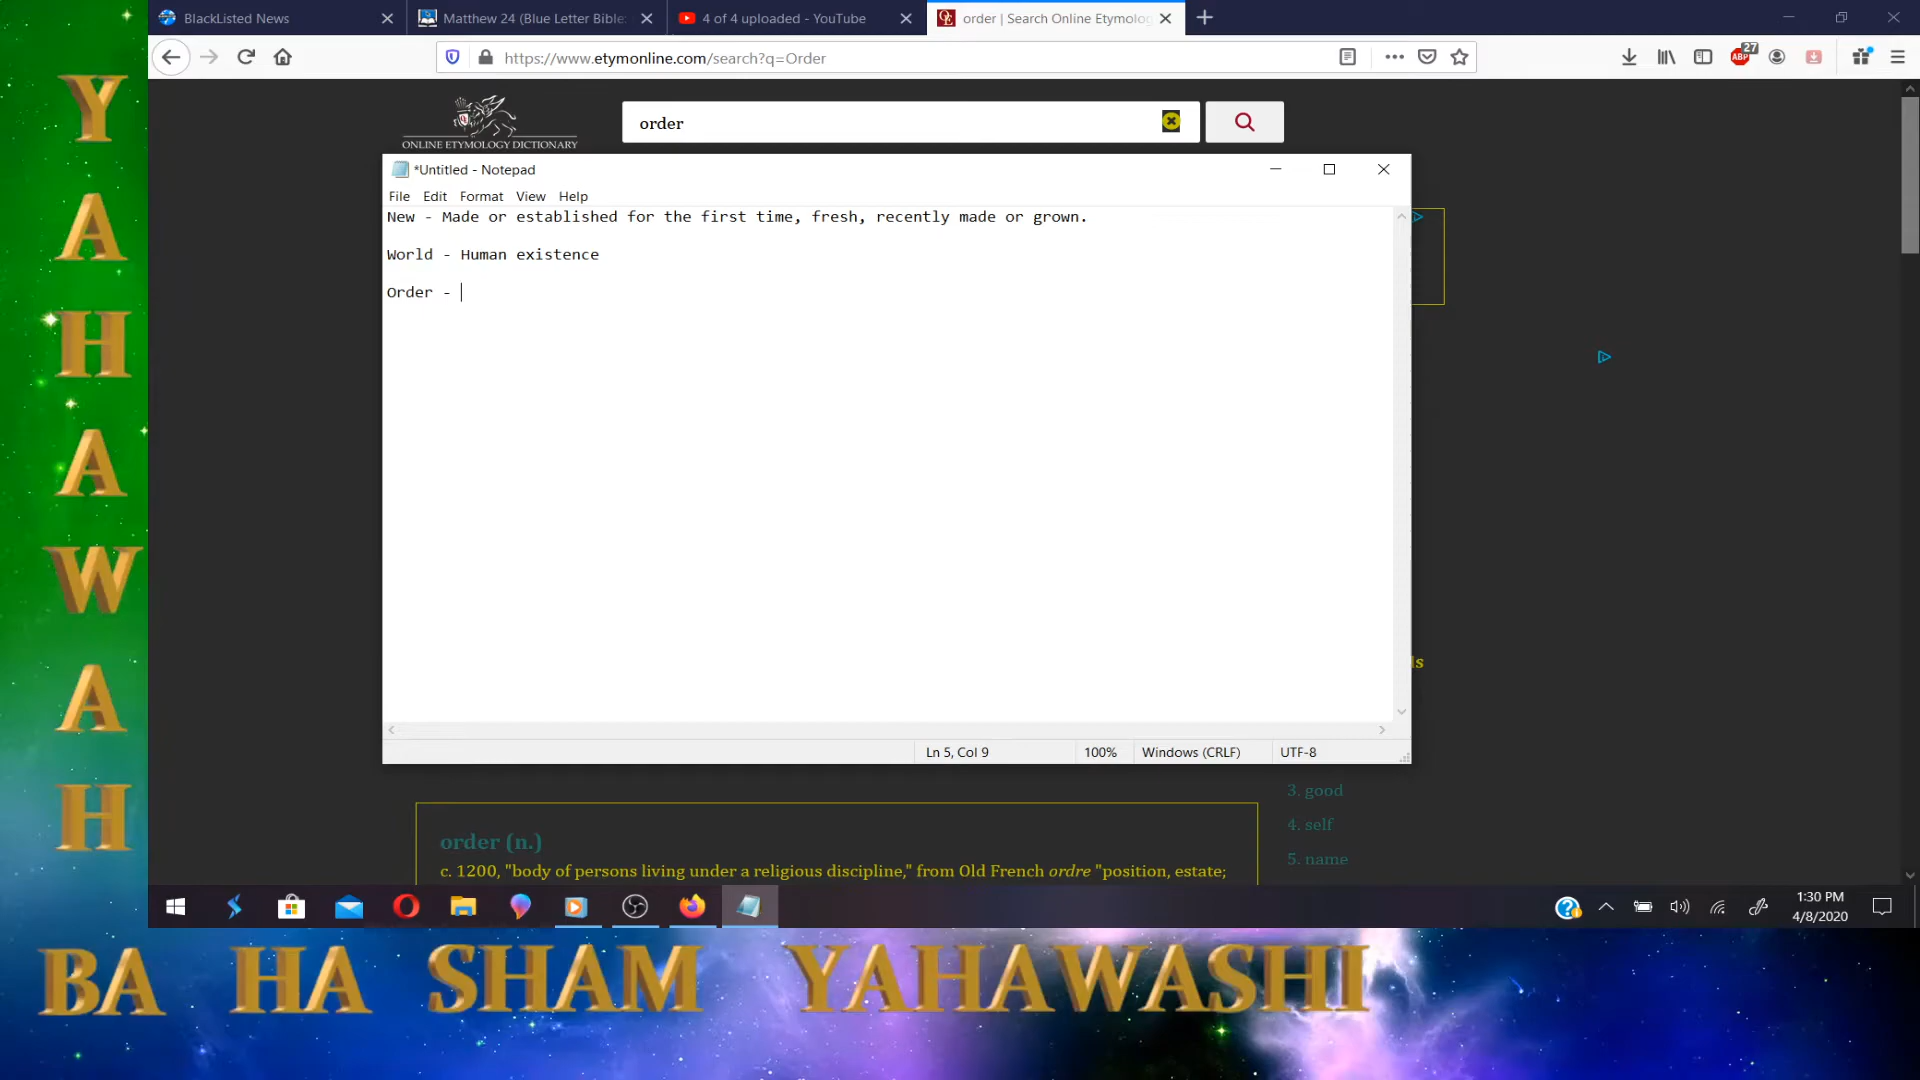 BlackListed News
Matthew 24 (Blue Letter Bible:
4 of 4 uploaded - YouTube
order | Search Online Etymolog
https://www.etymonline.com/search?q=Order
ABP
27
ONLINE ETYMOLOGY DICTIONARY
order
*Untitled - Notepad
File Edit Format View Help
New - Made or established for the first time, fresh, recently made or grown.
World - Human existence
Order -
ls
Ln 5, Col 9
100%
Windows (CRLF)
UTF-8
3. good
4. self
5. name
order (n.)
c. 1200, "body of persons living under a religious discipline," from Old French ordre "position, estate;
1:30 PM
4/8/2020
YAHAWAH
BA HA SHAM YAHAWASHI